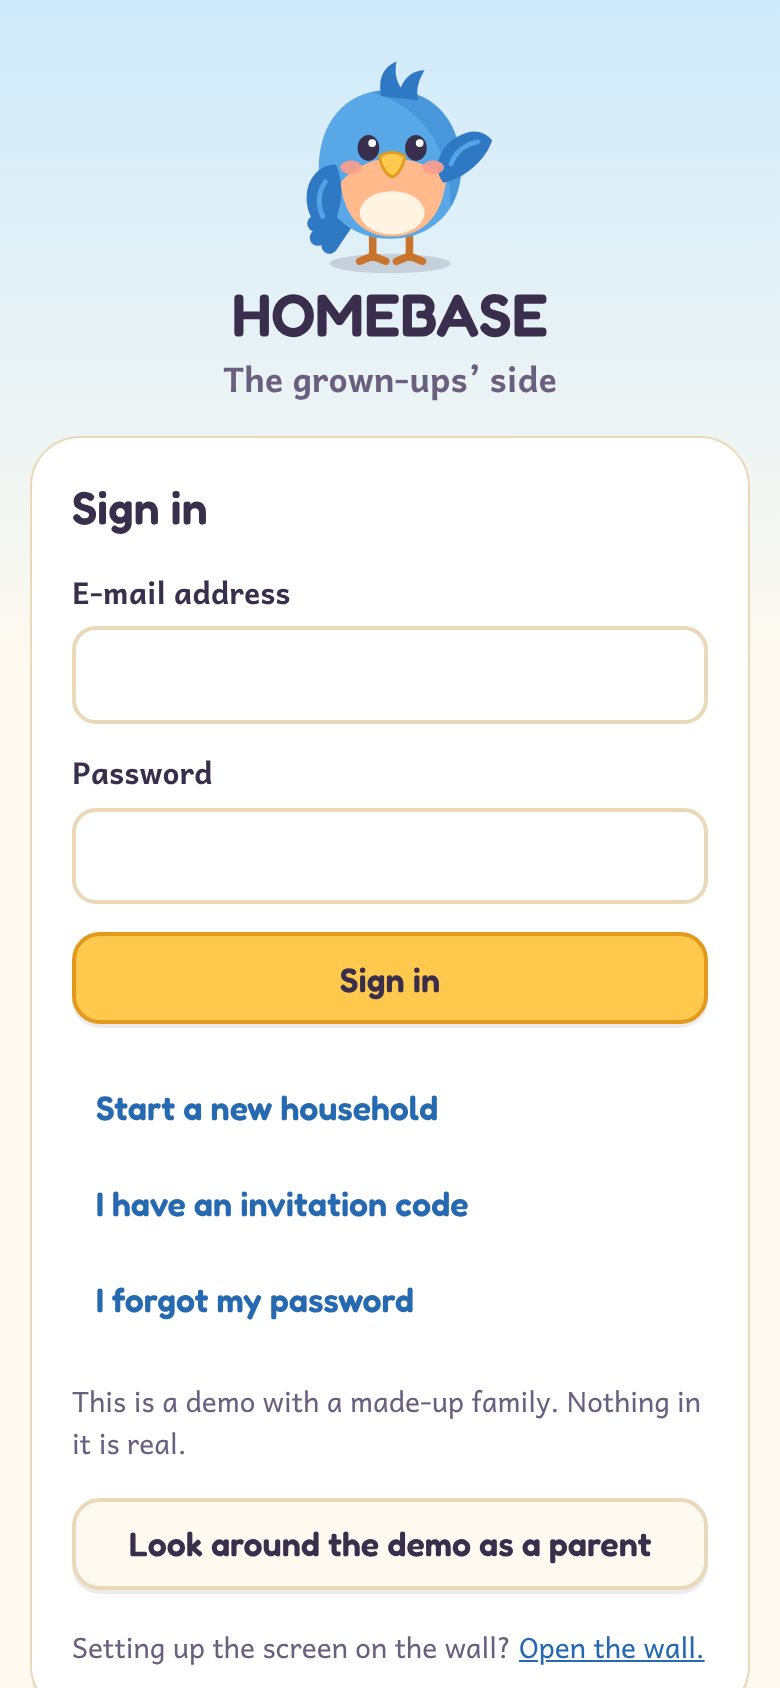 HOMEBASE
The grown-ups’ side
Sign in
E-mail address
Password
Sign in
Start a new household
I have an invitation code
I forgot my password
This is a demo with a made-up family. Nothing in
it is real.
Look around the demo as a parent
Setting up the screen on the wall? Open the wall.